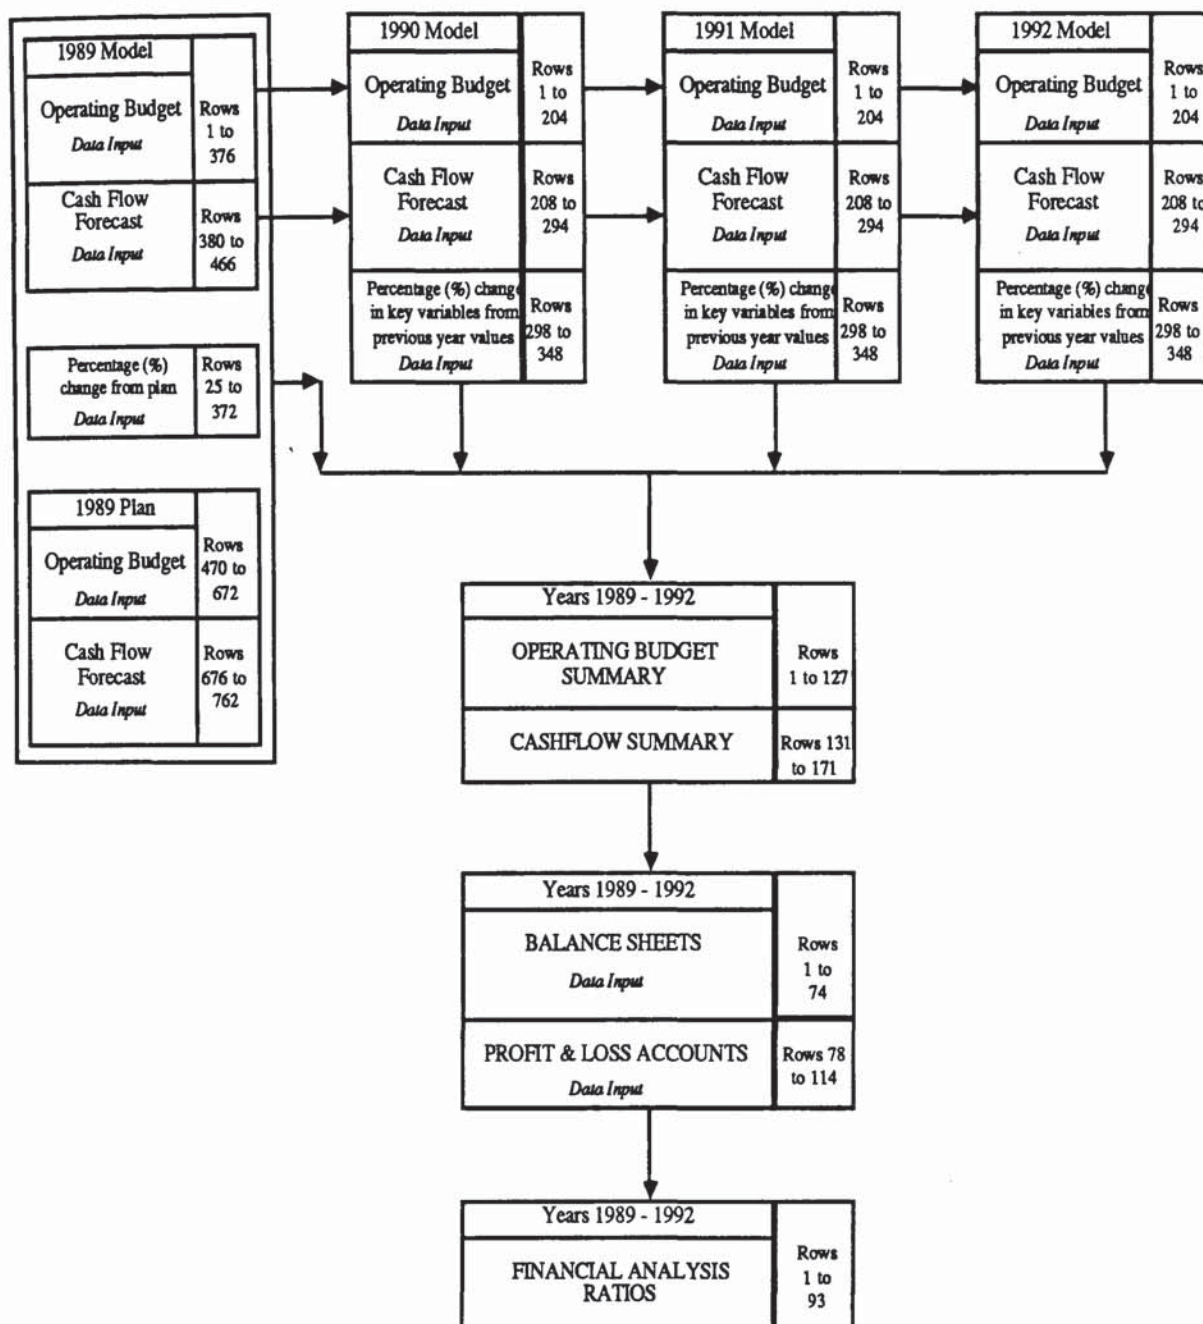 1989 Model
Operating Budget
Data Input
Rows
1 to
376
Cash Flow
Forecast
Data Input
Rows
380 to
466
Percentage (%)
change from plan
Data Input
Rows
25 to
372
1989 Plan
Operating Budget
Data Input
Rows
470 to
672
Cash Flow
Forecast
Data Input
Rows
676 to
762
1990 Model
Operating Budget
Data Input
Rows
1 to
204
Cash Flow
Forecast
Data Input
Rows
208 to
294
Percentage (%) change
in key variables from
previous year values
Data Input
Rows
298 to
348
1991 Model
Operating Budget
Data Input
Rows
1 to
204
Cash Flow
Forecast
Data Input
Rows
208 to
294
Percentage (%) change
in key variables from
previous year values
Data Input
Rows
298 to
348
1992 Model
Operating Budget
Data Input
Rows
1 to
204
Cash Flow
Forecast
Data Input
Rows
208 to
294
Percentage (%) change
in key variables from
previous year values
Data Input
Rows
298 to
348
Years 1989 - 1992
OPERATING BUDGET
SUMMARY
Rows
1 to 127
CASHFLOW SUMMARY
Rows 131
to 171
Years 1989 - 1992
BALANCE SHEETS
Data Input
Rows
1 to
74
PROFIT & LOSS ACCOUNTS
Data Input
Rows 78
to 114
Years 1989 - 1992
FINANCIAL ANALYSIS
RATIOS
Rows
1 to
93